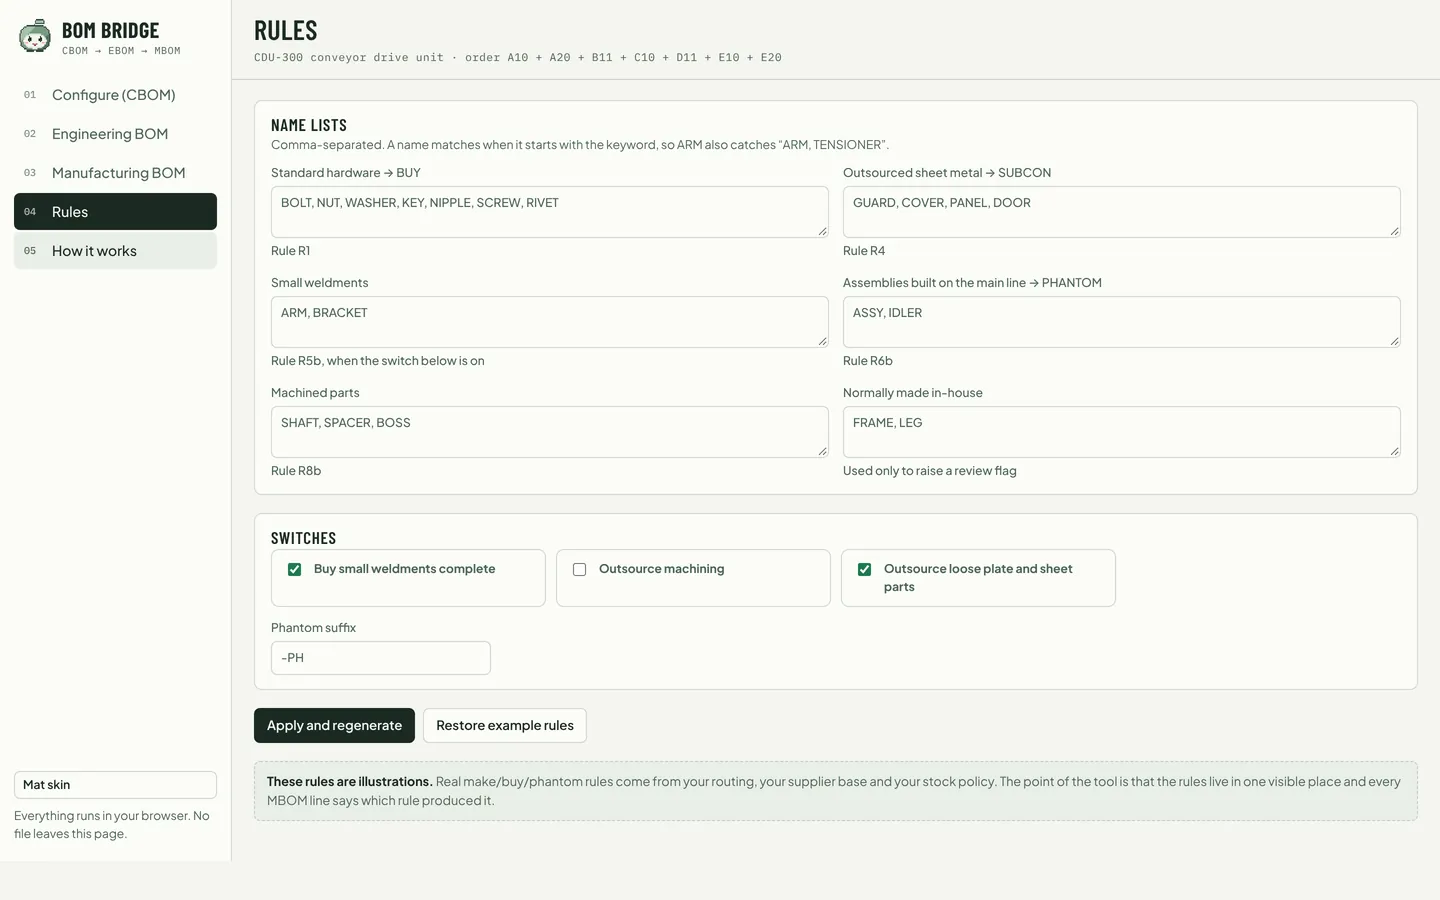 BOM BRIDGE
CBOM → EBOM → MBOM
01 Configure (CBOM)
02 Engineering BOM
03 Manufacturing BOM
04 Rules
05 How it works
Mat skin
Everything runs in your browser. No
file leaves this page.
RULES
CDU-300 conveyor drive unit · order A10 + A20 + B11 + C10 + D11 + E10 + E20
NAME LISTS
Comma-separated. A name matches when it starts with the keyword, so ARM also catches "ARM, TENSIONER".
Standard hardware → BUY
BOLT, NUT, WASHER, KEY, NIPPLE, SCREW, RIVET
Rule R1
Outsourced sheet metal → SUBCON
GUARD, COVER, PANEL, DOOR
Rule R4
Small weldments
ARM, BRACKET
Rule R5b, when the switch below is on
Assemblies built on the main line → PHANTOM
ASSY, IDLER
Rule R6b
Machined parts
SHAFT, SPACER, BOSS
Rule R8b
Normally made in-house
FRAME, LEG
Used only to raise a review flag
SWITCHES
Buy small weldments complete
Outsource machining
Outsource loose plate and sheet
parts
Phantom suffix
-PH
Apply and regenerate
Restore example rules
These rules are illustrations. Real make/buy/phantom rules come from your routing, your supplier base and your stock policy. The point of the tool is that the rules live in one visible place and every
MBOM line says which rule produced it.